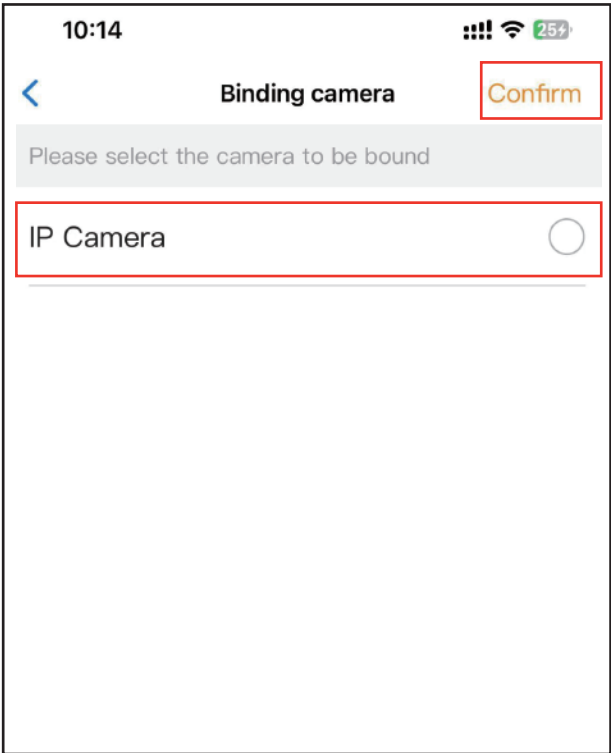 10:14
25
Binding camera
Confirm
Please select the camera to be bound
IP Camera